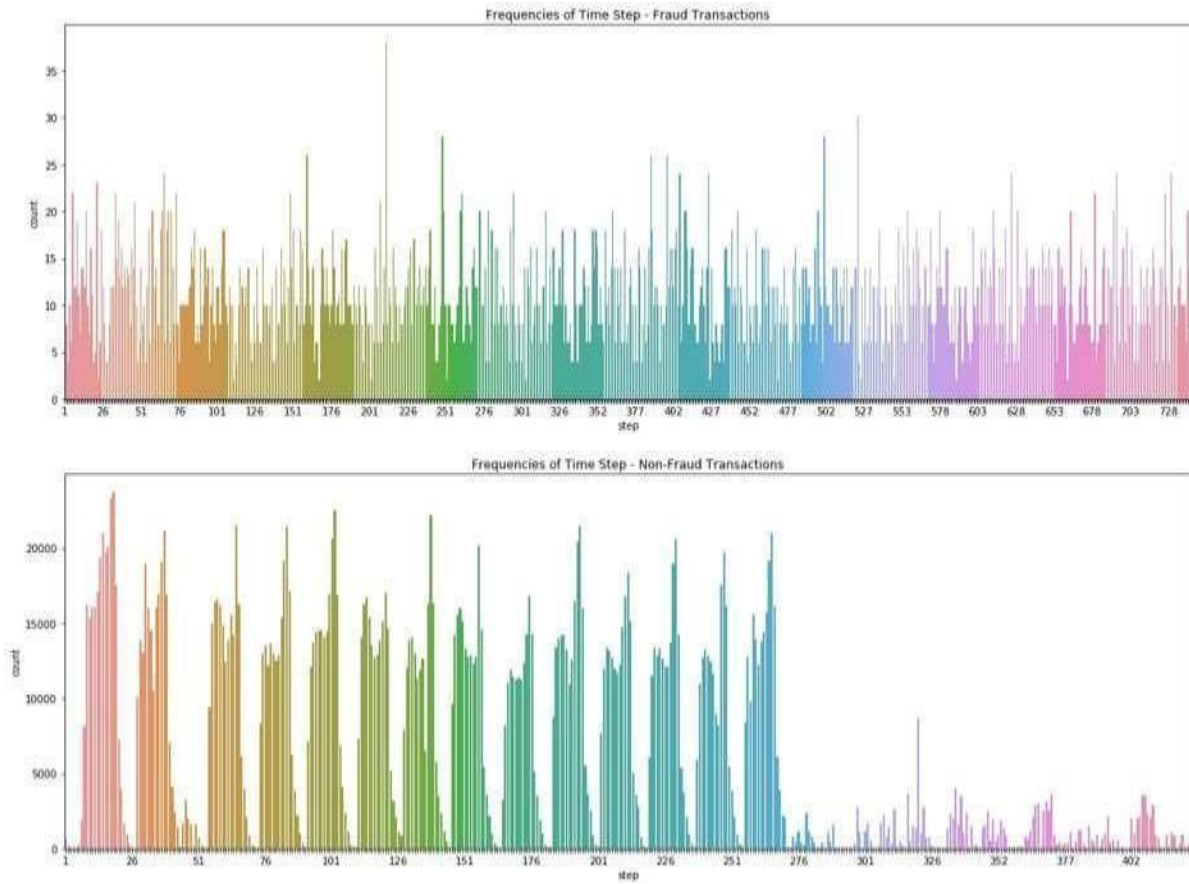 Frequencies of Time Step - Fraud Transactions
count
35
30
25
20
15
10
5
0
1 26 51 76 101 126 151 176 201 226 251 276 301 326 352 377 402 427 452 477 502 527 553 578 603 628 653 678 703 728
step
Frequencies of Time Step - Non-Fraud Transactions
count
20000
15000
10000
5000
0
1 26 51 76 101 126 151 176 201 226 251 276 301 326 352 377 402
step